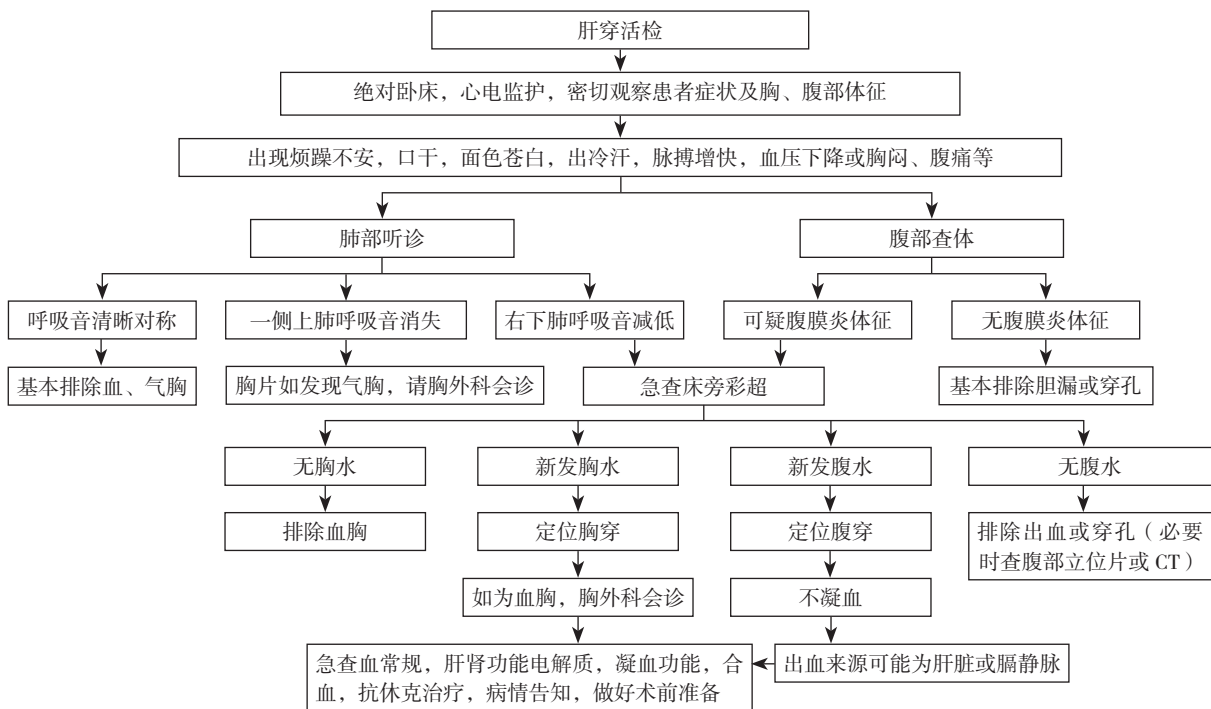 肝穿活检
绝对卧床，心电监护，密切观察患者症状及胸、腹部体征
出现烦躁不安，口干，面色苍白，出冷汗，脉搏增快，血压下降或胸闷、腹痛等
肺部听诊
腹部查体
呼吸音清晰对称
一侧上肺呼吸音消失
右下肺呼吸音减低
可疑腹膜炎体征
无腹膜炎体征
基本排除血、气胸
胸片如发现气胸，请胸外科会诊
急查床旁彩超
基本排除胆漏或穿孔
无胸水
新发胸水
新发腹水
无腹水
排除血胸
定位胸穿
定位腹穿
排除出血或穿孔（必要
时查腹部立位片或 CT）
如为血胸，胸外科会诊
不凝血
急查血常规，肝肾功能电解质，凝血功能，合
血，抗休克治疗，病情告知，做好术前准备
出血来源可能为肝脏或膈静脉